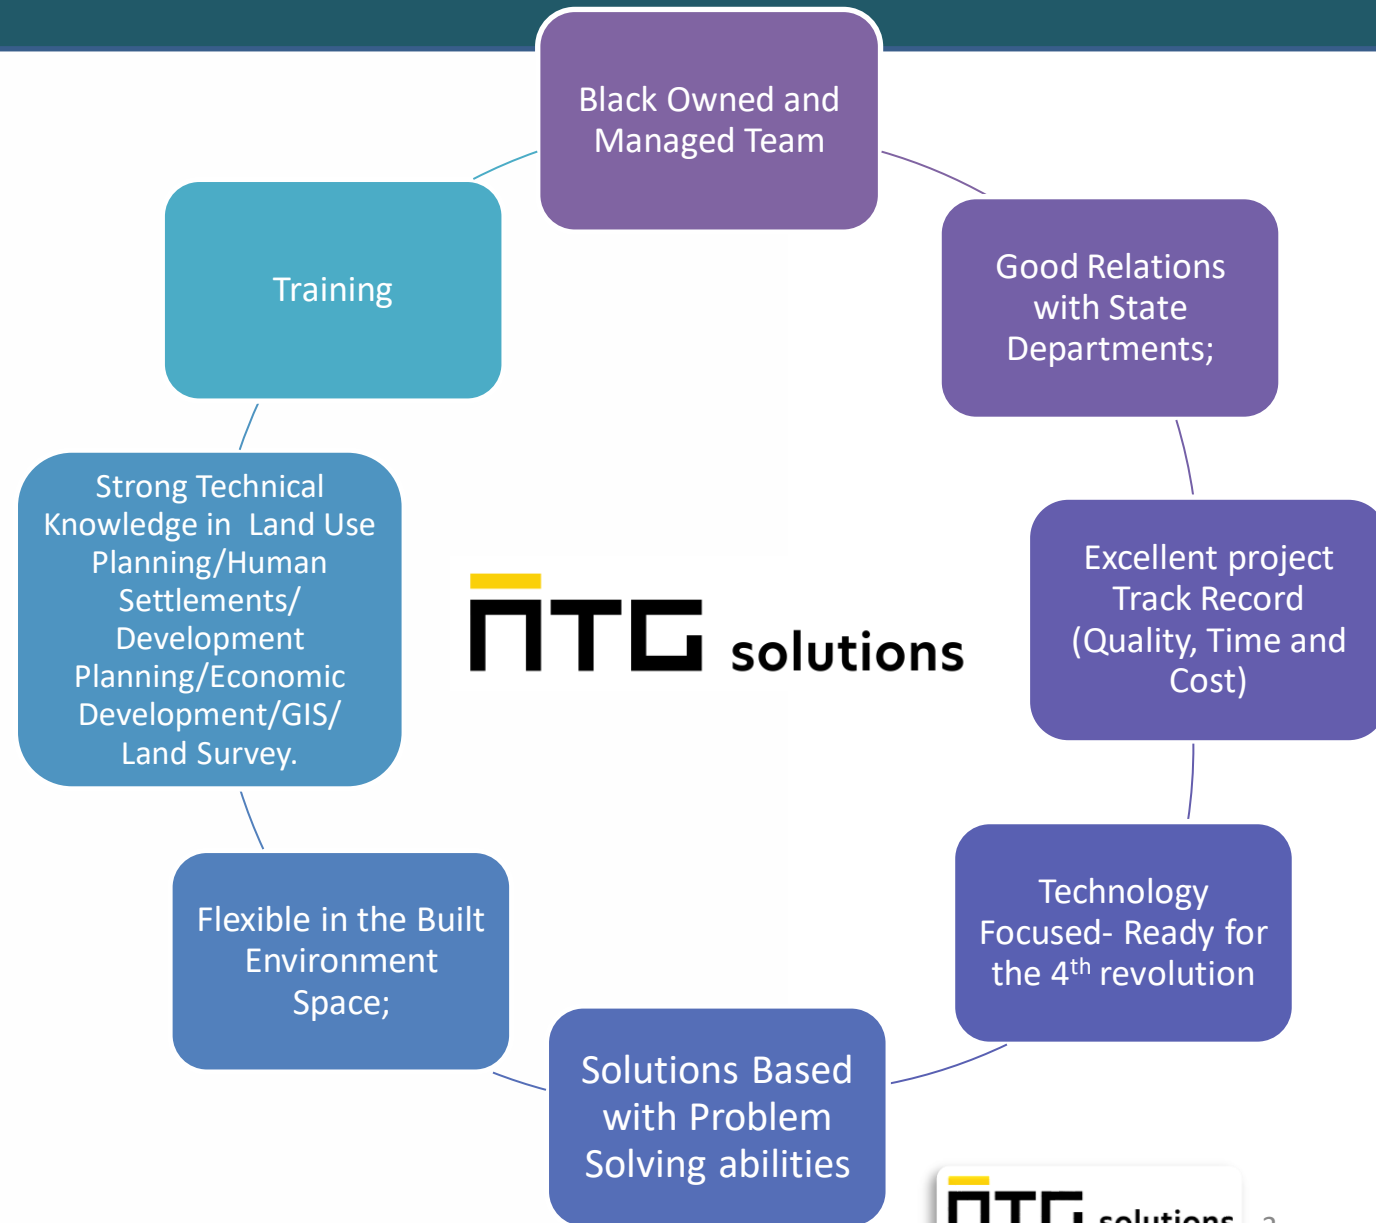 Black Owned and
Managed Team
Good Relations
with State
Departments;
Excellent project
Track Record
(Quality, Time and
Cost)
Technology
Focused- Ready for
the 4th revolution
Solutions Based
with Problem
Solving abilities
Flexible in the Built
Environment
Space;
Strong Technical
Knowledge in  Land Use
Planning/Human
Settlements/
Development
Planning/Economic
Development/GIS/
Land Survey.
Training
NTG solutions
NTG solutions